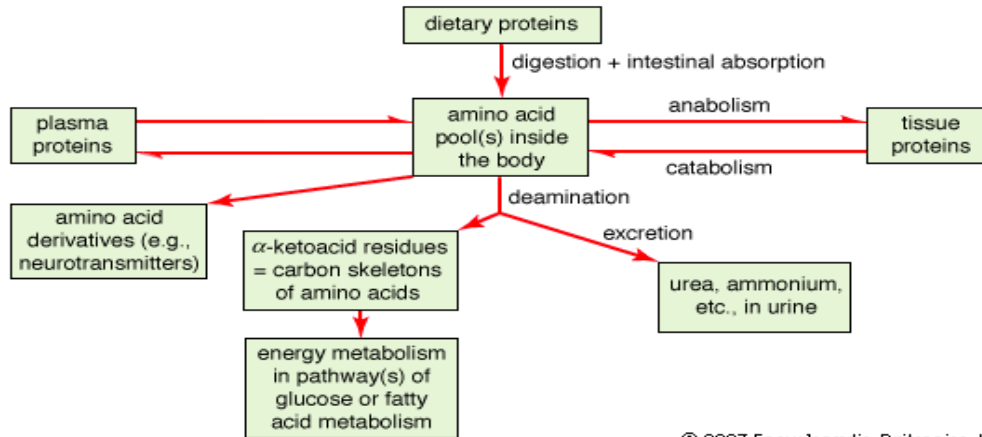 dietary proteins
digestion + intestinal absorption
plasma
proteins
amino acid
pool(s) inside
the body
anabolism
catabolism
tissue
proteins
deamination
amino acid
derivatives (e.g.,
neurotransmitters)
α-ketoacid residues
= carbon skeletons
of amino acids
excretion
urea, ammonium,
etc., in urine
energy metabolism
in pathway(s) of
glucose or fatty
acid metabolism